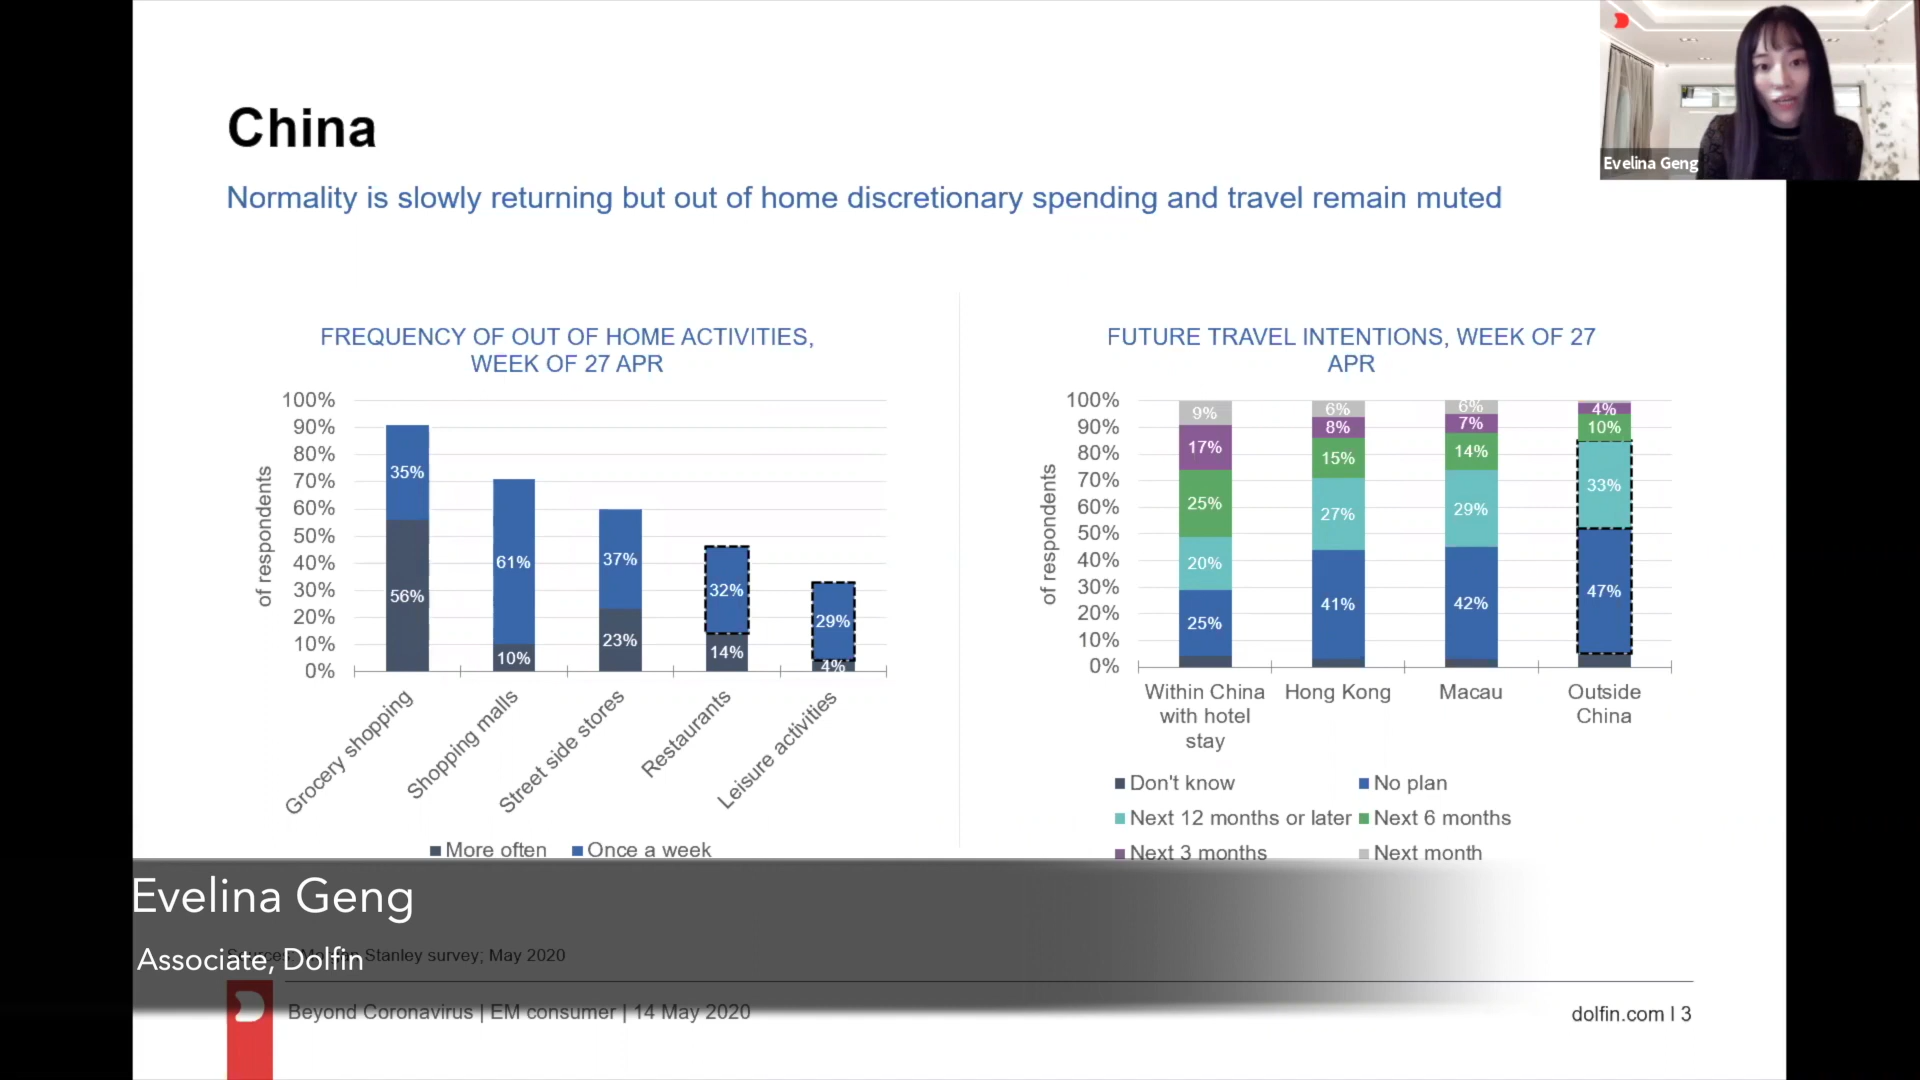 China
Evelina Geng
Normality is slowly returning but out of home discretionary spending and travel remain muted
FREQUENCY OF OUT OF HOME ACTIVITIES,
WEEK OF 27 APR
100%
90%
80%
70%
60%
50%
40%
30%
20%
10%
0%
of respondents
35%
56%
61%
10%
37%
23%
32%
14%
29%
4%
Grocery shopping
Shopping malls
Street side stores
Restaurants
Leisure activities
More often
Once a week
FUTURE TRAVEL INTENTIONS, WEEK OF 27
APR
100%
90%
80%
70%
60%
50%
40%
30%
20%
10%
0%
of respondents
9%
17%
25%
20%
25%
6%
8%
15%
27%
41%
6%
7%
14%
29%
42%
4%
10%
33%
47%
Within China
with hotel
stay
Hong Kong
Macau
Outside
China
Don't know
No plan
Next 12 months or later
Next 6 months
Next 3 months
Next month
Evelina Geng
Associate, Dolfin
Stanley survey; May 2020
Beyond Coronavirus | EM consumer | 14 May 2020
dolfin.com | 3